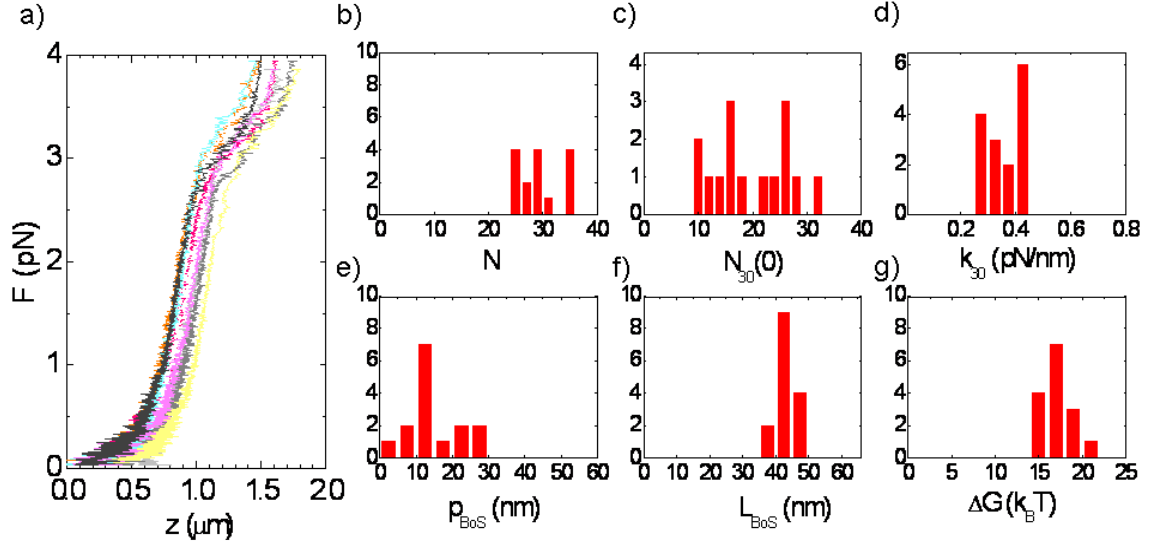 a)
b)
c)
d)
4
3
2
1
0
F (pN)
0.0 0.5 1.0 1.5 2.0
z (μm)
10
8
6
4
2
0
0 10 20 30 40
N
5
4
3
2
1
0
0 10 20 30 40
N30(0)
6
4
2
0
0.2 0.4 0.6 0.8
k30 (pN/nm)
e)
f)
g)
10
8
6
4
2
0
0 10 20 30 40 50 60
pBoS (nm)
10
8
6
4
2
0
0 10 20 30 40 50 60
LBoS (nm)
10
8
6
4
2
0
0 5 10 15 20 25
ΔG (kBT)